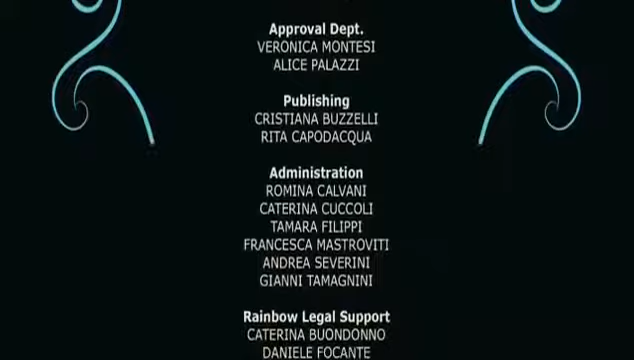 Approval Dept.
VERONICA MONTESI
ALICE PALAZZI
Publishing
CRISTIANA BUZZELLI
RITA CAPODACQUA
Administration
ROMINA CALVANI
CATERINA CUCCOLI
TAMARA FILIPPI
FRANCESCA MASTROVITI
ANDREA SEVERINI
GIANNI TAMAGNINI
Rainbow Legal Support
CATERINA BUONDONNO
DANIELE FOCANTE